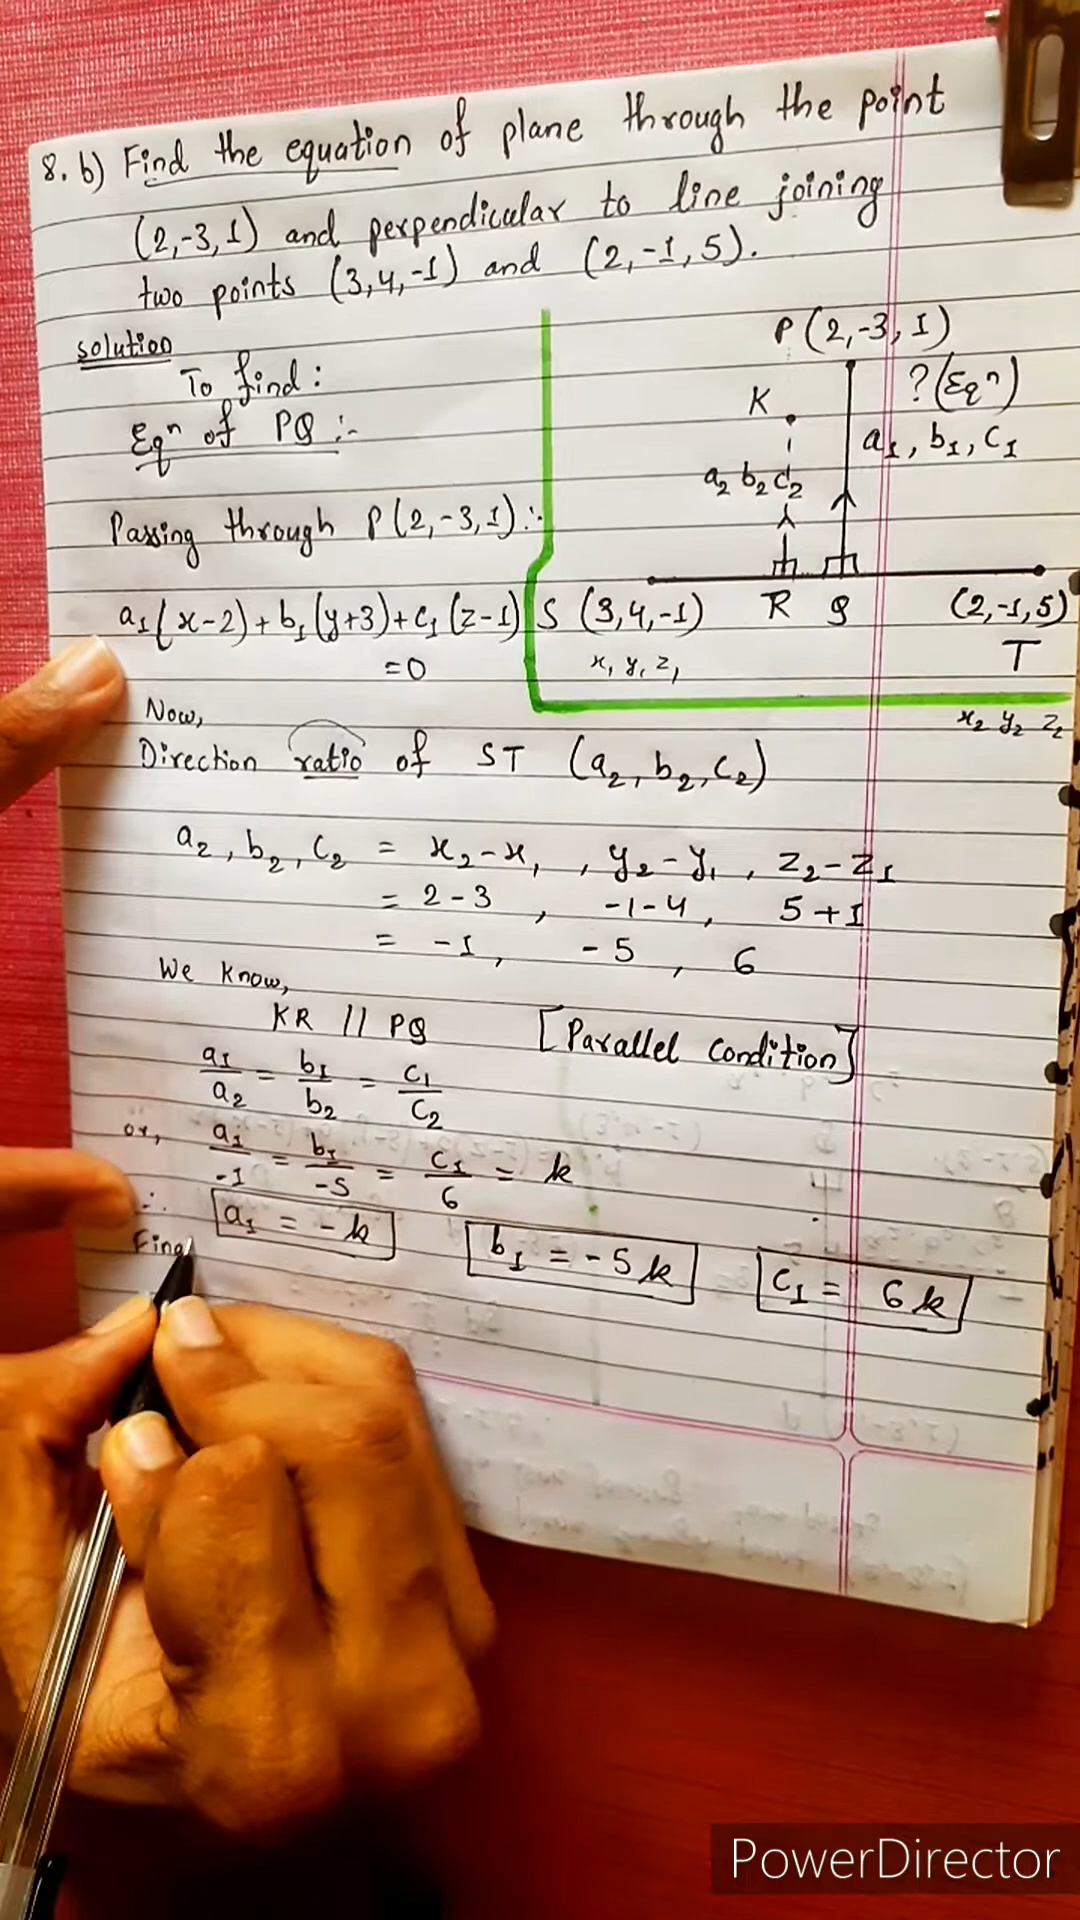 8. b) Find the equation of plane through the point
(2,-3,1) and perpendicular to line joining
two points (3,4,-1) and (2,-1,5).
solution
To find:
Eqⁿ of PQ :-
Passing through P(2,-3,1):-
a₁(x-2)+b₁(y+3)+c₁(z-1)
=0
P(2,-3,1)
K
?(Eqⁿ)
a₁, b₁, c₁
a₂ b₂ c₂
S (3,4,-1) R Q (2,-1,5)
x₁ y₁ z₁
T
x₂ y₂ z₂
Now,
Direction ratio of ST (a₂, b₂, c₂)
a₂, b₂, c₂ = x₂-x₁, y₂-y₁, z₂-z₁
= 2-3, -1-4, 5+1
= -1, -5, 6
We know,
KR // PQ [Parallel Condition]
a₁/a₂ = b₁/b₂ = c₁/c₂
or, a₁/-1 = b₁/-5 = c₁/6 = k
∴ a₁ = -k b₁ = -5k c₁ = 6k
Fina
PowerDirector